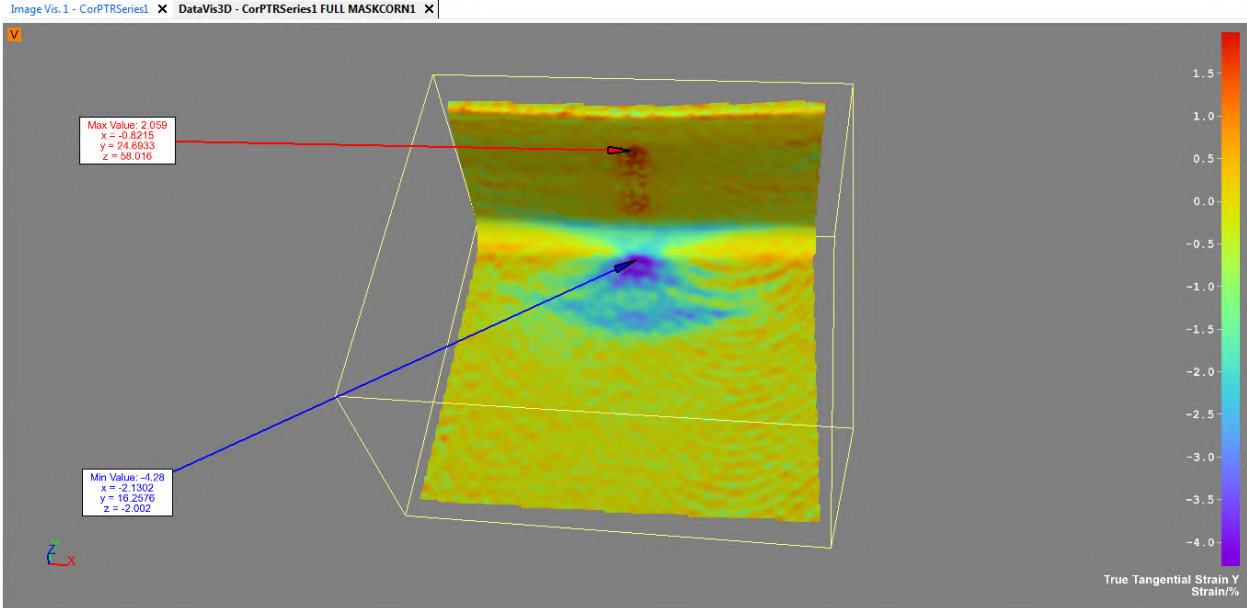 Image Vis. 1 - CorPTRSeries1 ✕ DataVis3D - CorPTRSeries1 FULL MASKCORN1 ✕
V
Max Value: 2.059
x = -0.8215
y = 24.6933
z = 58.016
Min Value: -4.28
x = -2.1302
y = 16.2576
z = -2.002
1.5
1.0
0.5
0.0
-0.5
-1.0
-1.5
-2.0
-2.5
-3.0
-3.5
-4.0
Z
X
True Tangential Strain Y
Strain/%